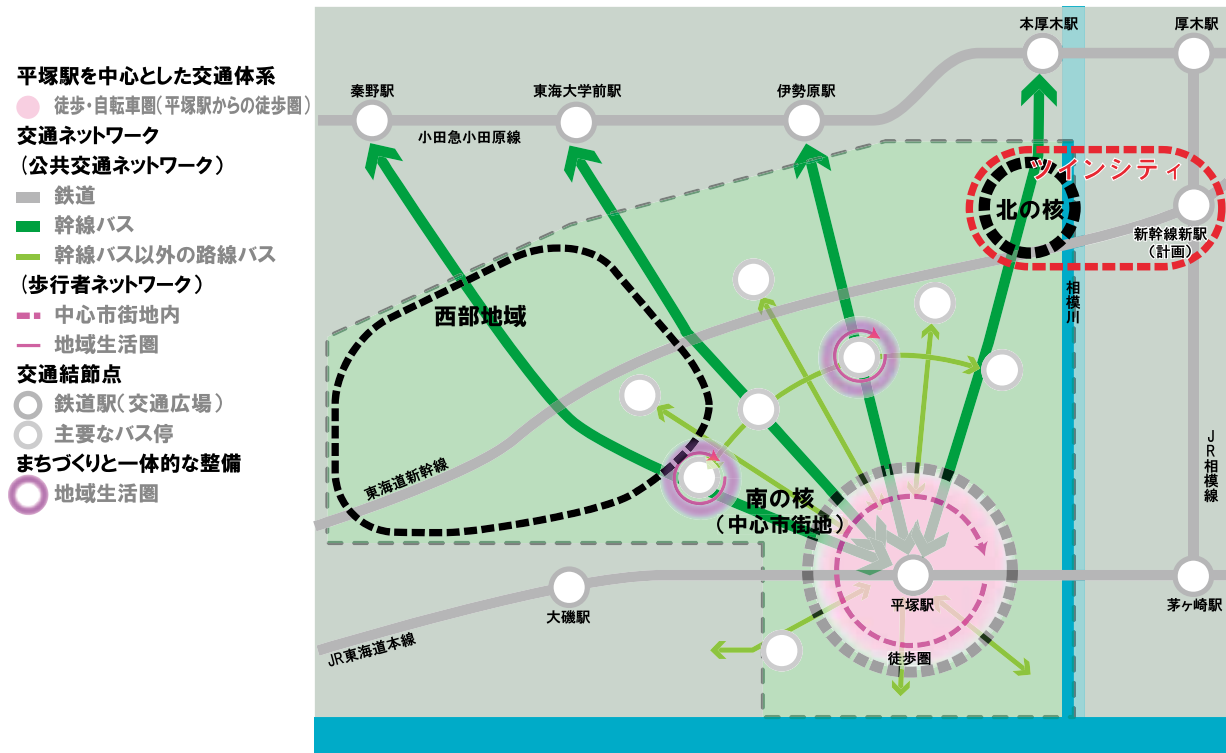 平塚駅を中心とした交通体系
徒歩・自転車圏(平塚駅からの徒歩圏)
交通ネットワーク
(公共交通ネットワーク)
鉄道
幹線バス
幹線バス以外の路線バス
(歩行者ネットワーク)
中心市街地内
地域生活圏
交通結節点
鉄道駅(交通広場)
主要なバス停
まちづくりと一体的な整備
地域生活圏
本厚木駅
厚木駅
秦野駅
東海大学前駅
伊勢原駅
小田急小田原線
ツインシティ
北の核
新幹線新駅
(計画)
相模川
西部地域
東海道新幹線
南の核
(中心市街地)
JR相模線
大磯駅
平塚駅
茅ヶ崎駅
JR東海道本線
徒歩圏